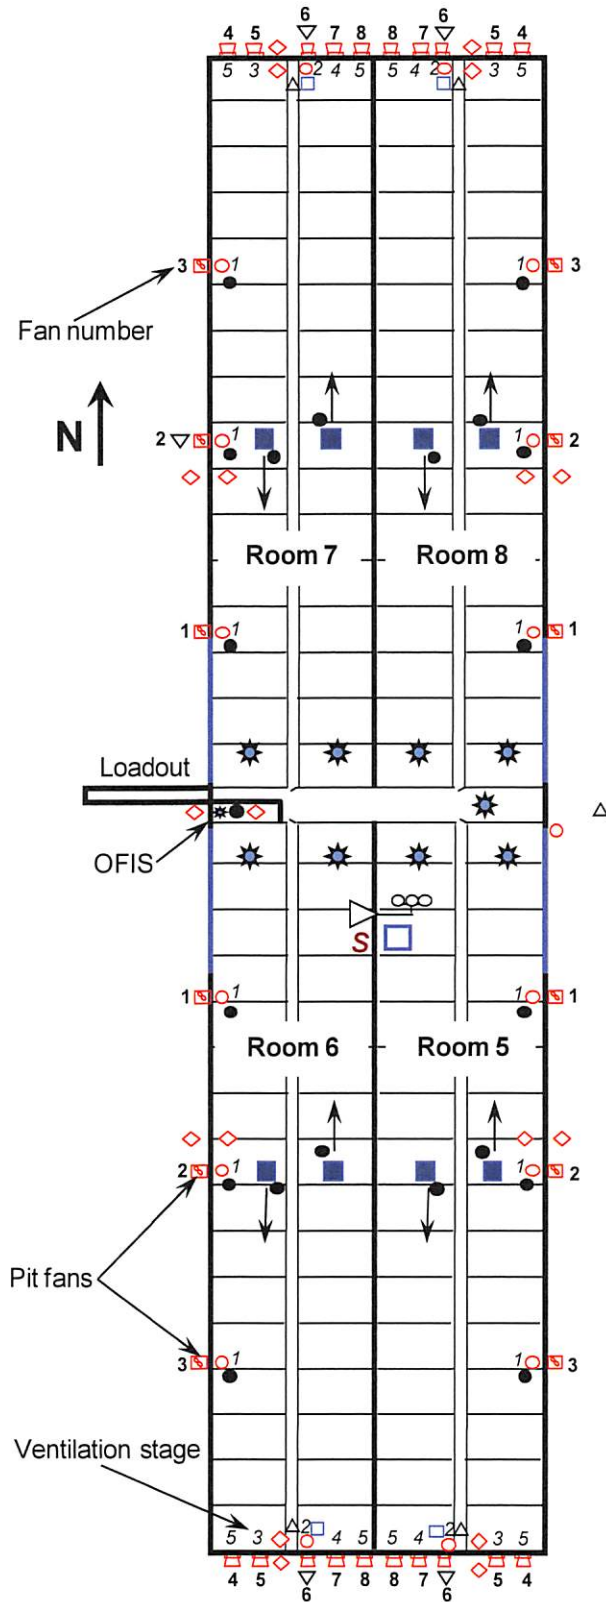 6 6
4 5 7 8 8 7 5 4
5 3 2 4 5 5 4 2 3 5
3 1 1 3
Fan number
N
2 1 1 2
Room 7 Room 8
1 1 1 1
Loadout
OFIS
S
1 1 1 1
Room 6 Room 5
2 1 1 2
Pit fans
3 1 1 3
Ventilation stage
5 3 2 4 5 5 4 2 3 5
4 5 7 8 8 7 5 4
6 6